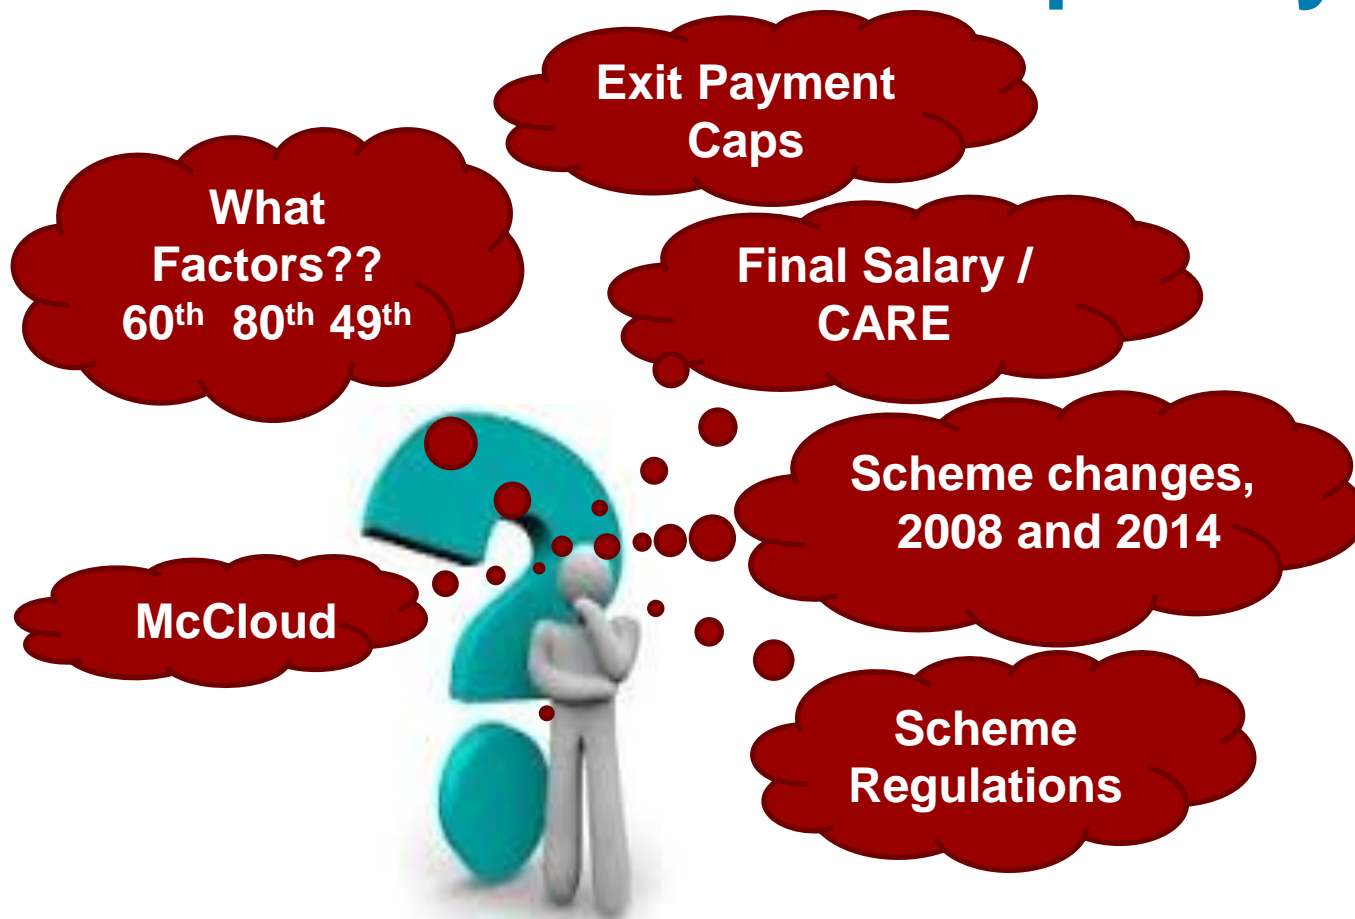 Exit Payment
Caps
What
Factors??
60th 80th 49th
Final Salary /
CARE
Scheme changes,
2008 and 2014
McCloud
Scheme
Regulations